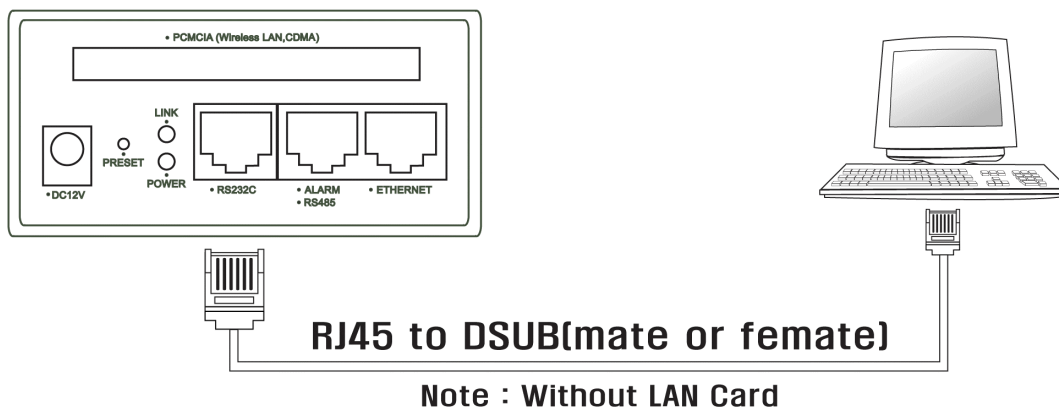 • PCMCIA (Wireless LAN,CDMA)
LINK
PRESET
POWER
•DC12V
• RS232C
• ALARM
• RS485
• ETHERNET
RJ45 to DSUB(mate or femate)
Note : Without LAN Card